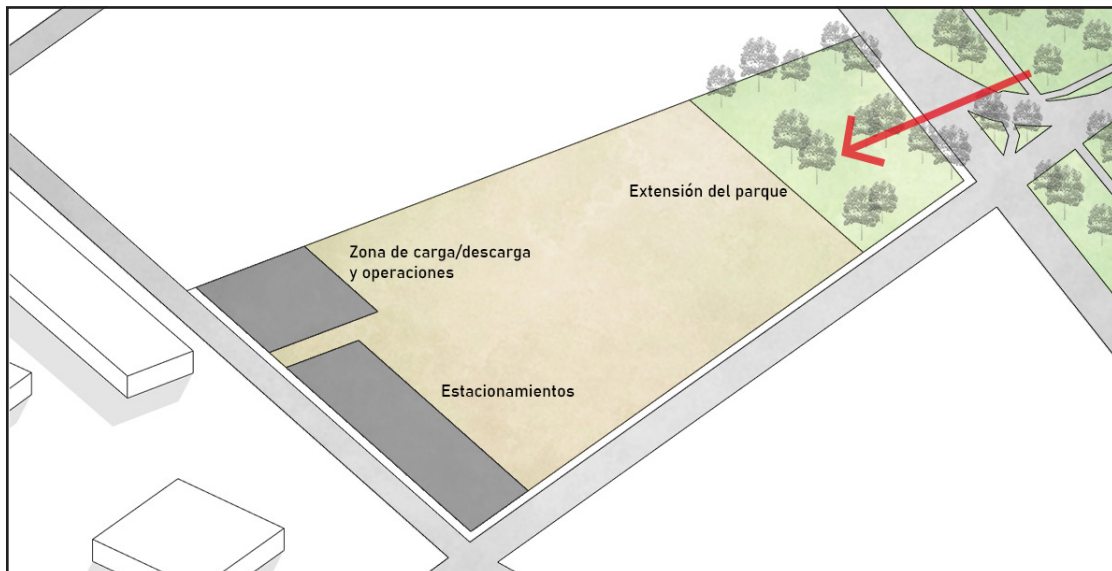 Extensión del parque
Zona de carga/descarga
y operaciones
Estacionamientos